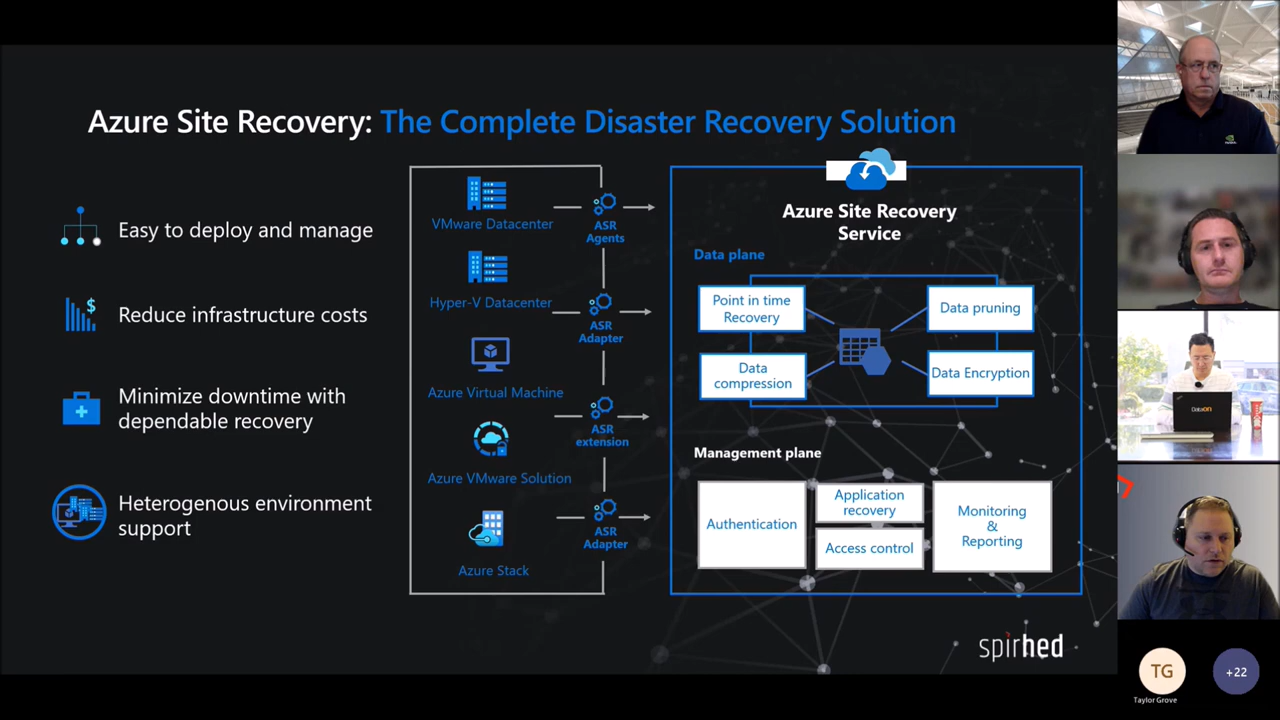 Azure Site Recovery: The Complete Disaster Recovery Solution
Easy to deploy and manage
Reduce infrastructure costs
$
Minimize downtime with
dependable recovery
Heterogenous environment
support
VMware Datacenter
Hyper-V Datacenter
Azure Virtual Machine
Azure VMware Solution
Azure Stack
ASR
Agents
ASR
Adapter
ASR
extension
ASR
Adapter
Azure Site Recovery
Service
Data plane
Point in time
Recovery
Data pruning
Data
compression
Data Encryption
Management plane
Authentication
Application
recovery
Access control
Monitoring
&
Reporting
spirhed
DataON
TG
Taylor Grove
+22